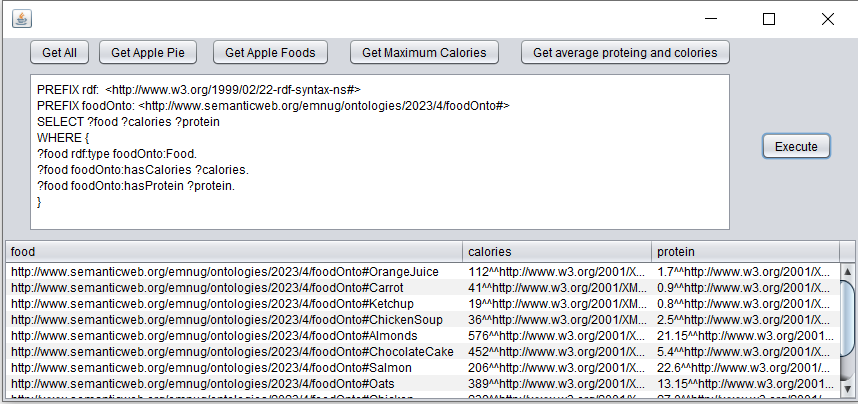 Get All Get Apple Pie Get Apple Foods Get Maximum Calories Get average proteing and colories
PREFIX rdf: <http://www.w3.org/1999/02/22-rdf-syntax-ns#>
PREFIX foodOnto: <http://www.semanticweb.org/emnug/ontologies/2023/4/foodOnto#>
SELECT ?food ?calories ?protein
WHERE {
?food rdf:type foodOnto:Food.
?food foodOnto:hasCalories ?calories.
?food foodOnto:hasProtein ?protein.
}
Execute
food calories protein
http://www.semanticweb.org/emnug/ontologies/2023/4/foodOnto#OrangeJuice 112^^http://www.w3.org/2001/X... 1.7^^http://www.w3.org/2001/X...
http://www.semanticweb.org/emnug/ontologies/2023/4/foodOnto#Carrot 41^^http://www.w3.org/2001/XM... 0.9^^http://www.w3.org/2001/X...
http://www.semanticweb.org/emnug/ontologies/2023/4/foodOnto#Ketchup 19^^http://www.w3.org/2001/XM... 0.8^^http://www.w3.org/2001/X...
http://www.semanticweb.org/emnug/ontologies/2023/4/foodOnto#ChickenSoup 36^^http://www.w3.org/2001/XM... 2.5^^http://www.w3.org/2001/X...
http://www.semanticweb.org/emnug/ontologies/2023/4/foodOnto#Almonds 576^^http://www.w3.org/2001/X... 21.15^^http://www.w3.org/2001...
http://www.semanticweb.org/emnug/ontologies/2023/4/foodOnto#ChocolateCake 452^^http://www.w3.org/2001/X... 5.4^^http://www.w3.org/2001/X...
http://www.semanticweb.org/emnug/ontologies/2023/4/foodOnto#Salmon 206^^http://www.w3.org/2001/X... 22.6^^http://www.w3.org/2001/...
http://www.semanticweb.org/emnug/ontologies/2023/4/foodOnto#Oats 389^^http://www.w3.org/2001/X... 13.15^^http://www.w3.org/2001...